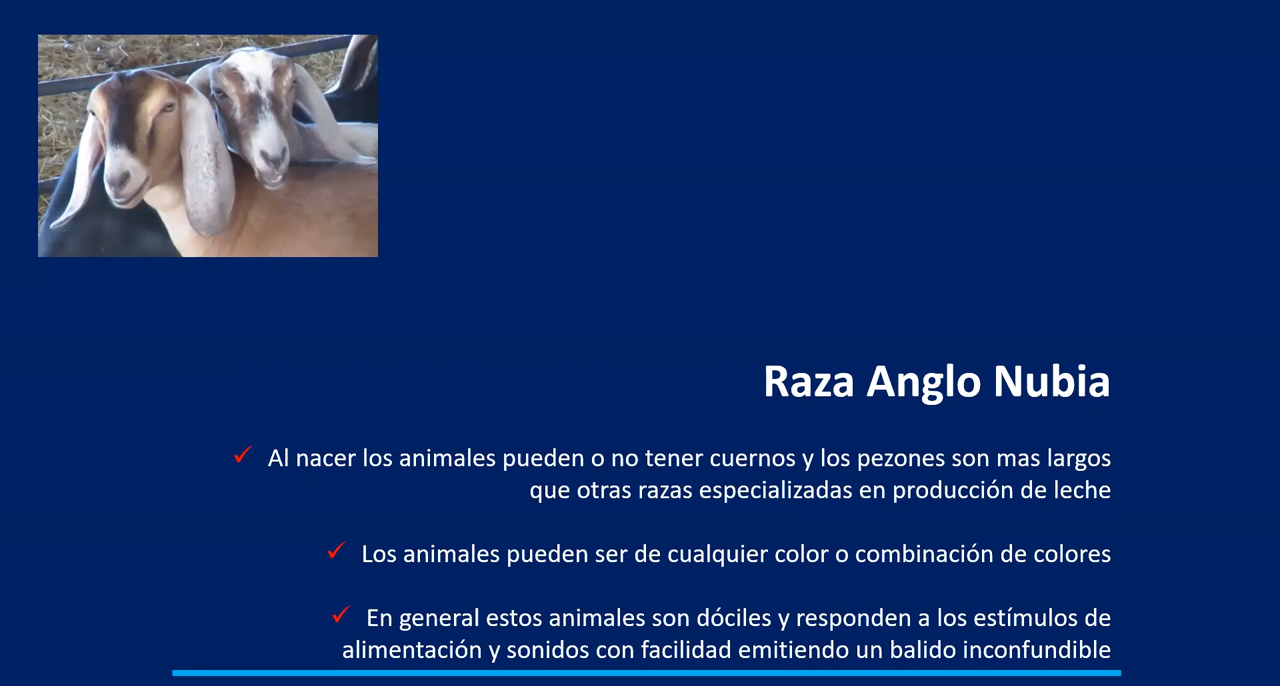 Raza Anglo Nubia
✓ Al nacer los animales pueden o no tener cuernos y los pezones son mas largos
que otras razas especializadas en producción de leche
✓ Los animales pueden ser de cualquier color o combinación de colores
✓ En general estos animales son dóciles y responden a los estímulos de
alimentación y sonidos con facilidad emitiendo un balido inconfundible